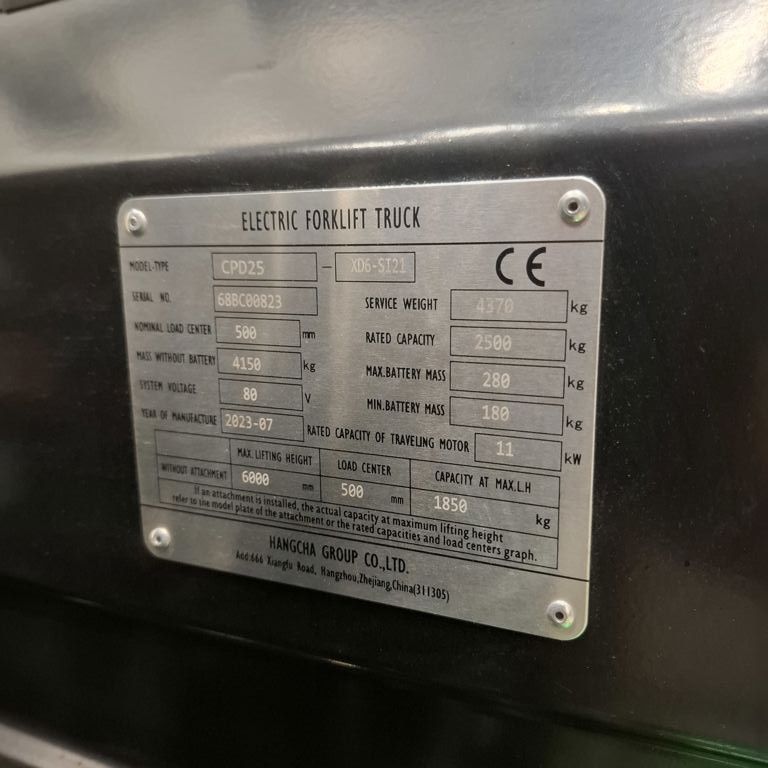 ELECTRIC FORKLIFT TRUCK
MODEL-TYPE CPD25 - XD6-SI21 CE
SERIAL NO. 68BC00823 SERVICE WEIGHT 4370 kg
NOMINAL LOAD CENTER 500 mm RATED CAPACITY 2500 kg
MASS WITHOUT BATTERY 4150 kg MAX.BATTERY MASS 280 kg
SYSTEM VOLTAGE 80 V MIN.BATTERY MASS 180 kg
YEAR OF MANUFACTURE 2023-07 RATED CAPACITY OF TRAVELING MOTOR 11 kW
MAX. LIFTING HEIGHT LOAD CENTER CAPACITY AT MAX.L.H
WITHOUT ATTACHMENT 6000 mm 500 mm 1850 kg
If an attachment is installed, the actual capacity at maximum lifting height
refer to the model plate of the attachment or the rated capacities and load centers graph.
HANGCHA GROUP CO.,LTD.
Add:666 Xiangfu Road, Hangzhou,Zhejiang,China(311305)